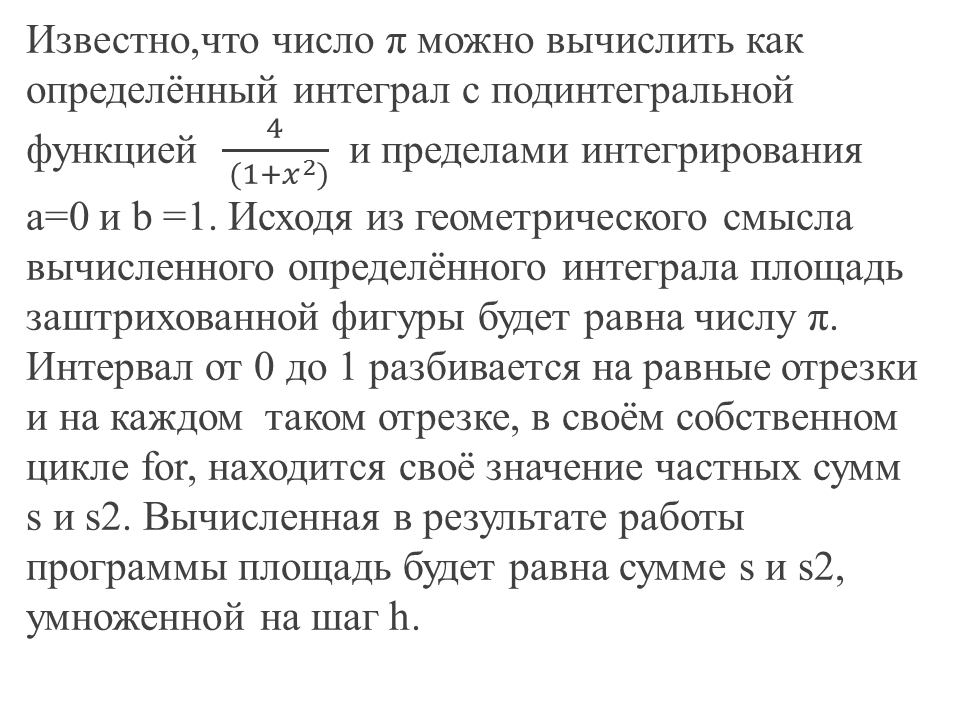 Известно,что число π можно вычислить как
определённый интеграл с подинтегральной
функцией $\frac{4}{(1+x^2)}$ и пределами интегрирования
a=0 и b =1. Исходя из геометрического смысла
вычисленного определённого интеграла площадь
заштрихованной фигуры будет равна числу π.
Интервал от 0 до 1 разбивается на равные отрезки
и на каждом таком отрезке, в своём собственном
цикле for, находится своё значение частных сумм
s и s2. Вычисленная в результате работы
программы площадь будет равна сумме s и s2,
умноженной на шаг h.